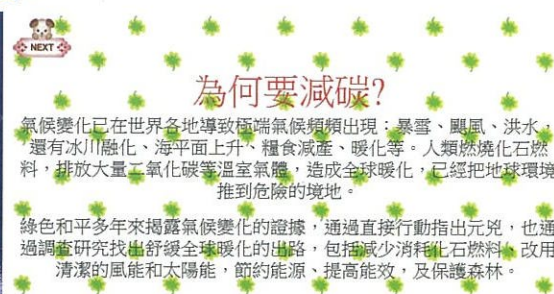 NEXT
為何要減碳?
氣候變化已在世界各地導致極端氣候頻頻出現：暴雪、颶風、洪水，
還有冰川融化、海平面上升、糧食減產、暖化等。人類燃燒化石燃
料，排放大量二氧化碳等溫室氣體，造成全球暖化，已經把地球環境
推到危險的境地。
綠色和平多年來揭露氣候變化的證據，通過直接行動指出元兇，也通
過調查研究找出舒緩全球暖化的出路，包括減少消耗化石燃料、改用
清潔的風能和太陽能，節約能源、提高能效，及保護森林。